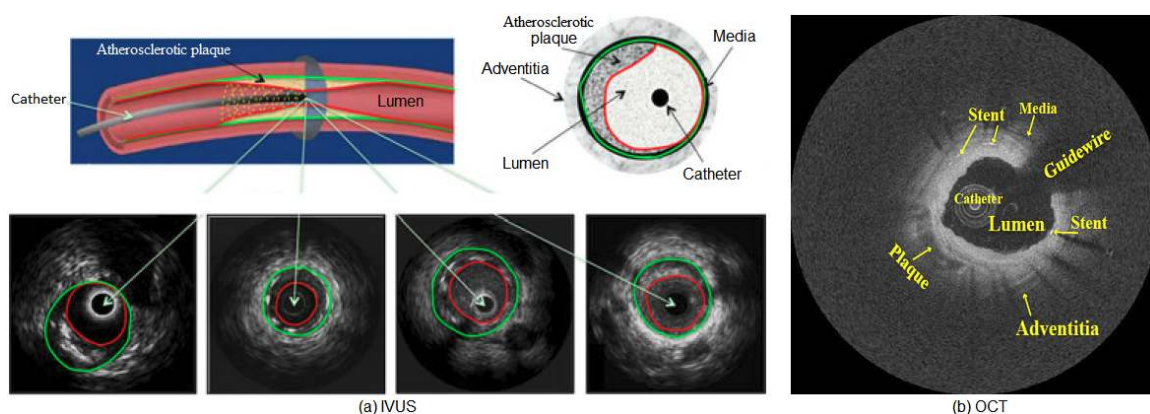 Atherosclerotic plaque
Catheter
Lumen
Atherosclerotic
plaque
Media
Adventitia
Lumen
Catheter
(a) IVUS
Stent
Media
Guidewire
Catheter
Lumen
Stent
Plaque
Adventitia
(b) OCT